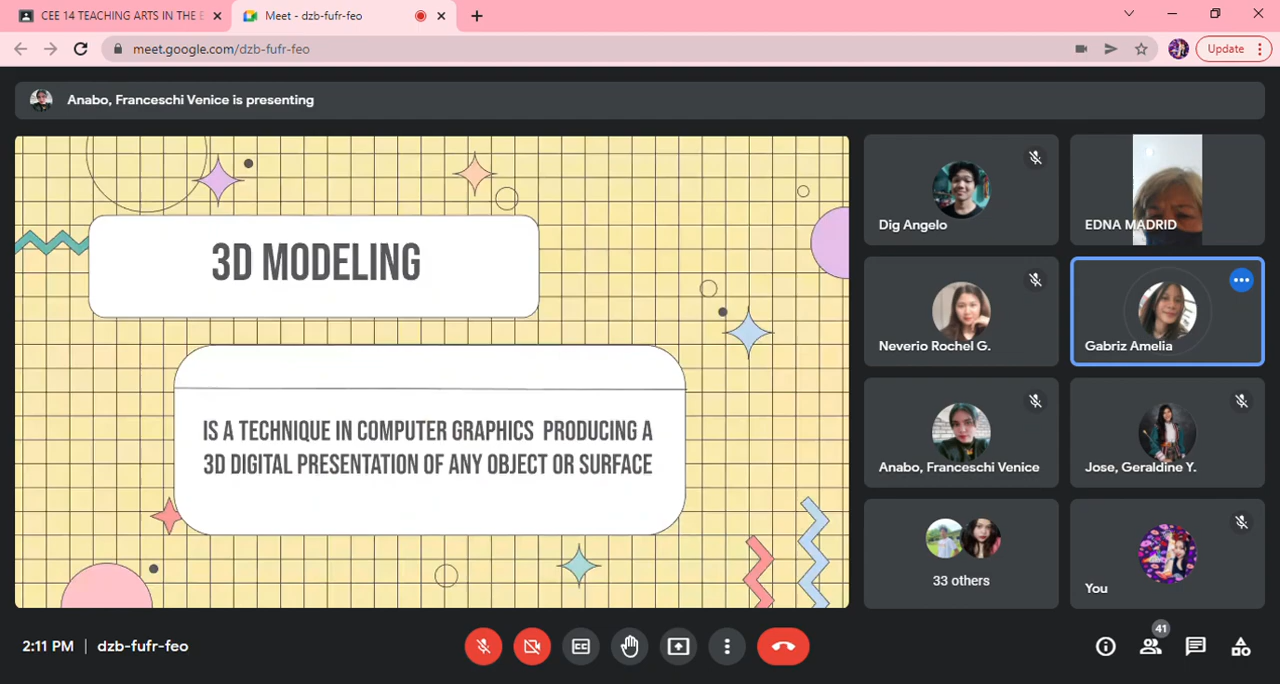 CEE 14 TEACHING ARTS IN THE E
Meet - dzb-fufr-feo
meet.google.com/dzb-fufr-feo
Update
Anabo, Franceschi Venice is presenting
3D MODELING
IS A TECHNIQUE IN COMPUTER GRAPHICS PRODUCING A
3D DIGITAL PRESENTATION OF ANY OBJECT OR SURFACE
Dig Angelo
EDNA MADRID
Neverio Rochel G.
Gabriz Amelia
Anabo, Franceschi Venice
Jose, Geraldine Y.
33 others
You
2:11 PM | dzb-fufr-feo
CC
41